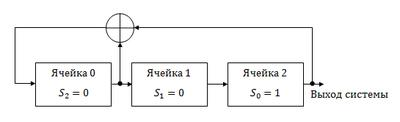 Ячейка 0
S₂ = 0
Ячейка 1
S₁ = 0
Ячейка 2
S₀ = 1
Выход системы